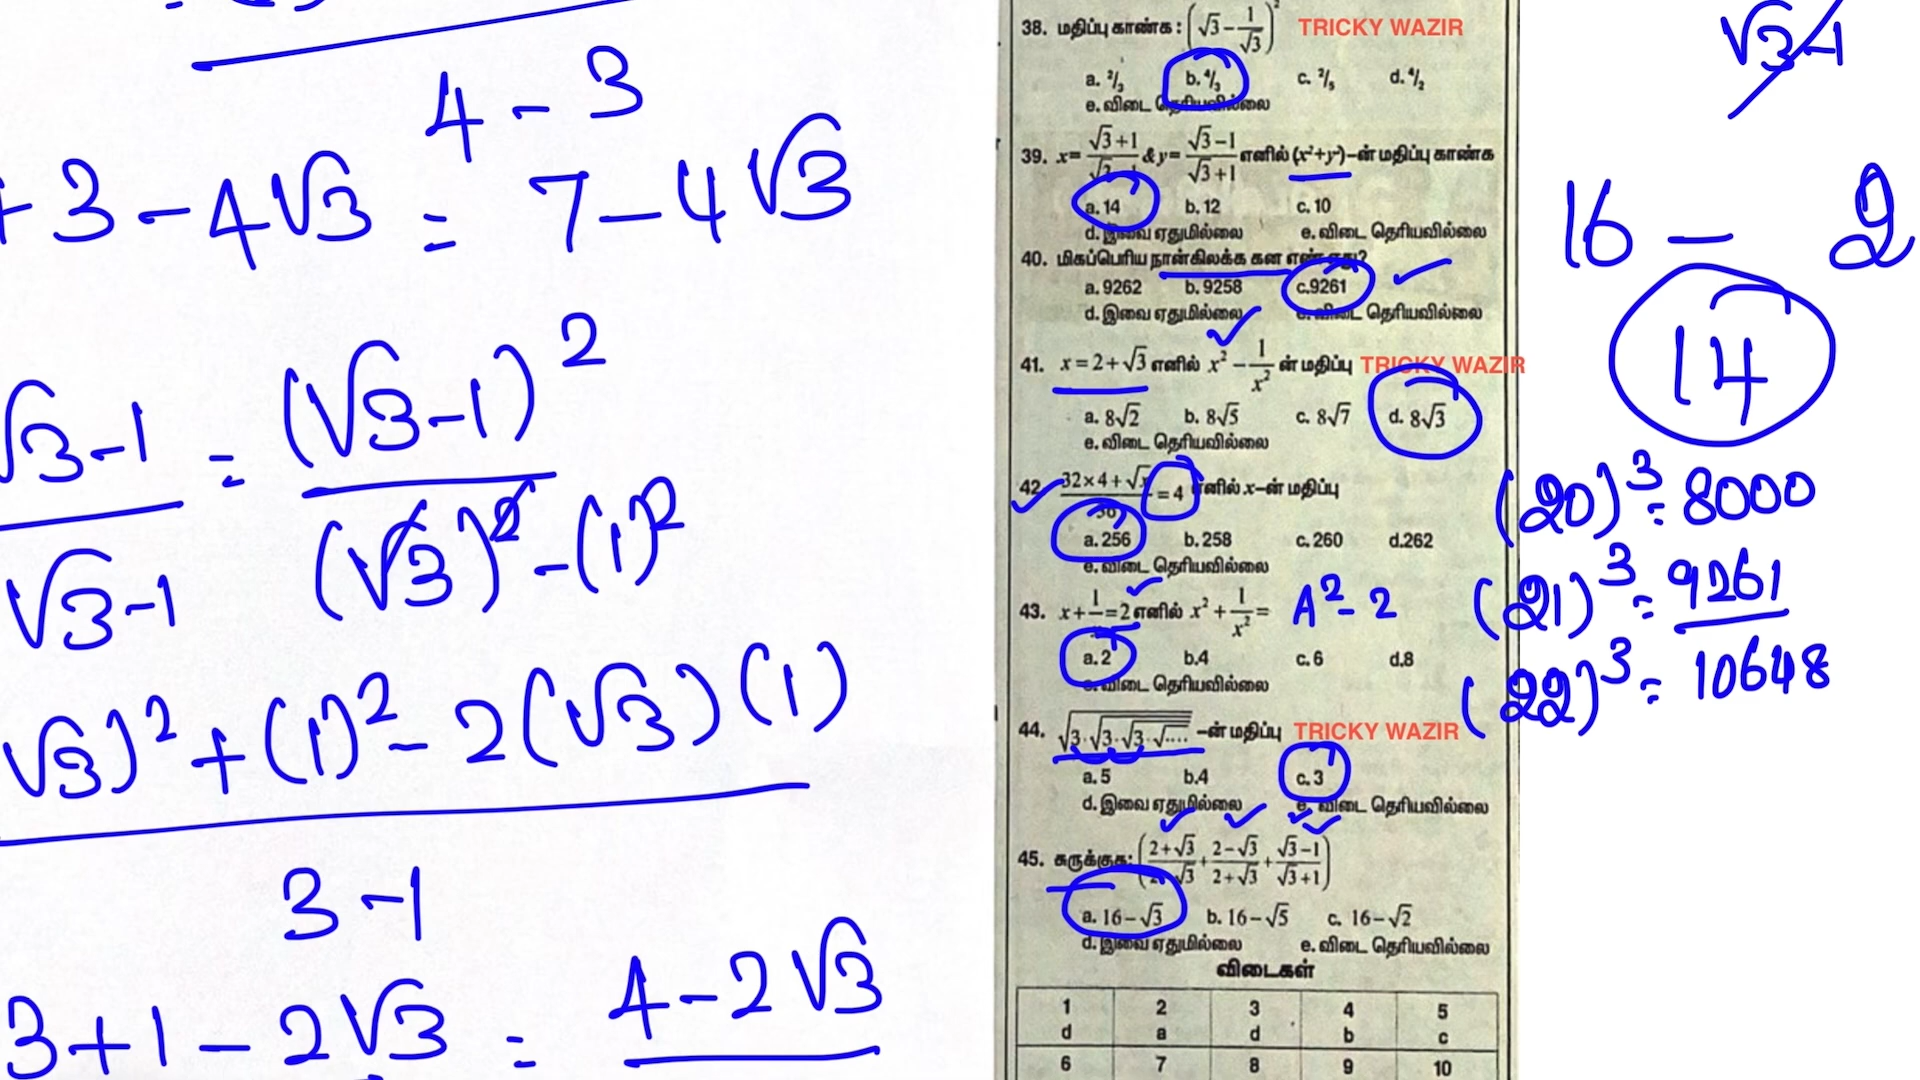 4 - 3
+ 3 - 4√3 = 7 - 4√3
√3-1 / √3-1 = (√3-1)² / (√3)² - (1)²
√3)² + (1)² - 2(√3)(1)
3 - 1
3+1 - 2√3 = 4 - 2√3
38. மதிப்பு காண்க : (√3 - 1/√3)² TRICKY WAZIR
a. 2/3 b. 4/3 c. 2/5 d. 4/2
e. விடை தெரியவில்லை
39. x= √3+1 / & y= √3-1 / √3+1 எனில் (x²+y²)-ன் மதிப்பு காண்க
a. 14 b. 12 c. 10
d. இவை ஏதுமில்லை e. விடை தெரியவில்லை
40. மிகப்பெரிய நான்கிலக்க கன எண் எது?
a. 9262 b. 9258 c.9261
d. இவை ஏதுமில்லை e. விடை தெரியவில்லை
41. x = 2+√3 எனில் x² - 1/x² ன் மதிப்பு TRICKY WAZIR
a. 8√2 b. 8√5 c. 8√7 d. 8√3
e. விடை தெரியவில்லை
42. 32×4+√x / = 4 எனில் x-ன் மதிப்பு
a. 256 b. 258 c. 260 d.262
e. விடை தெரியவில்லை
43. x + 1/ = 2 எனில் x² + 1/x² = A² - 2
a. 2 b.4 c. 6 d.8
e. விடை தெரியவில்லை
44. √3·√3·√3·√.... -ன் மதிப்பு TRICKY WAZIR
a. 5 b.4 c. 3
d. இவை ஏதுமில்லை e. விடை தெரியவில்லை
45. சுருக்குக: (2+√3 / 2-√3 + 2-√3 / 2+√3 + √3-1 / √3+1)
a. 16-√3 b. 16-√5 c. 16-√2
d. இவை ஏதுமில்லை e. விடை தெரியவில்லை
விடைகள்
1 2 3 4 5
d a d b c
6 7 8 9 10
16 - 2
14
(20)³ = 8000
(21)³ = 9261
(22)³ = 10648